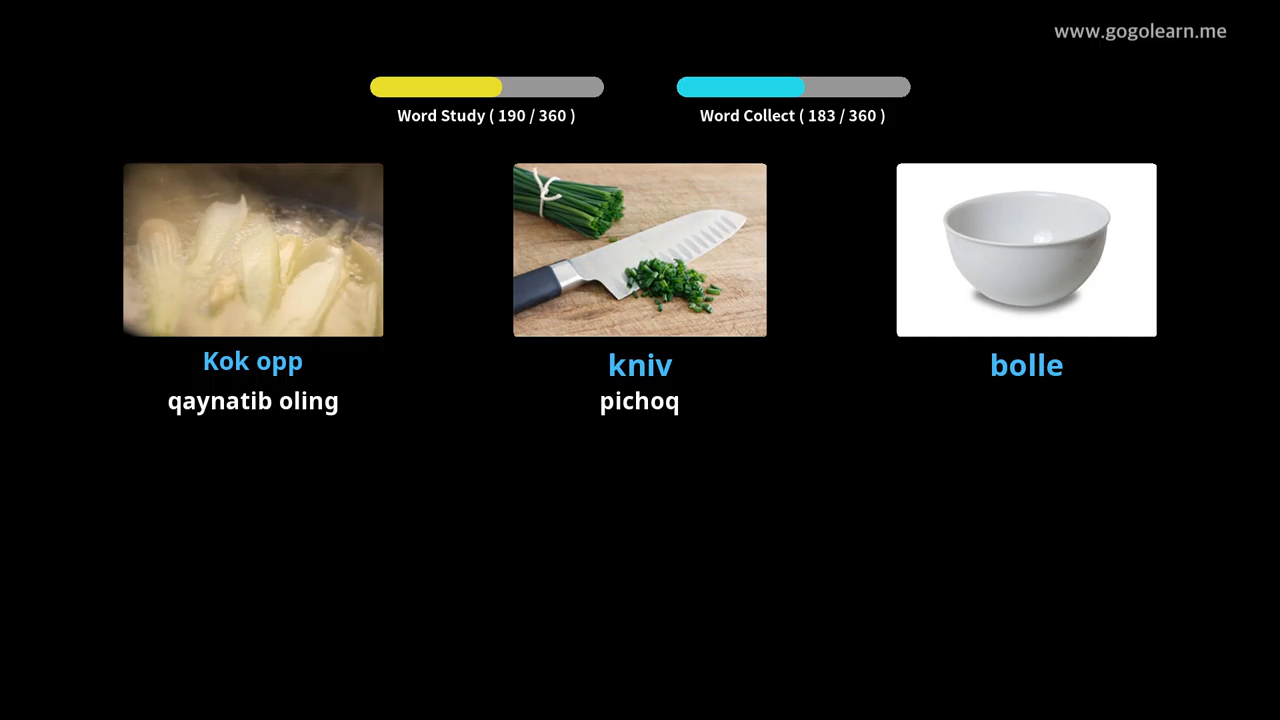 www.gogolearn.me
Word Study ( 190 / 360 )
Word Collect ( 183 / 360 )
Kok opp
qaynatib oling
kniv
pichoq
bolle